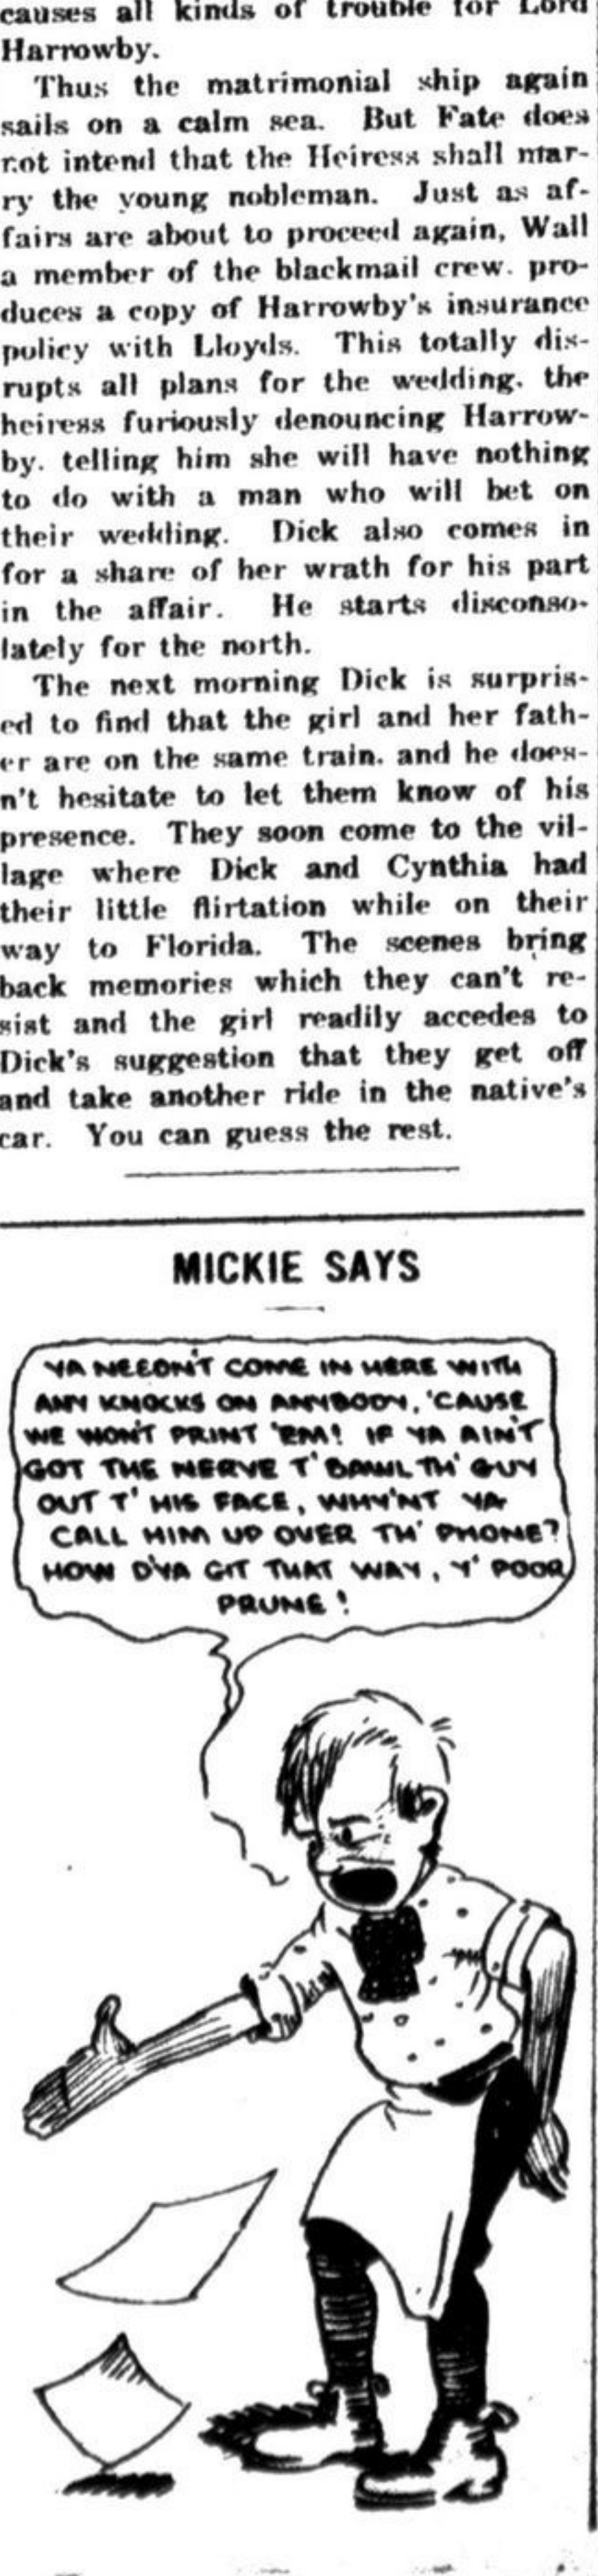 causes all kinds of trouble for Lord
Harrowby.
Thus the matrimonial ship again
sails on a calm sea. But Fate does
not intend that the Heiress shall mar-
ry the young nobleman. Just as af-
fairs are about to proceed again, Wall
a member of the blackmail crew. pro-
duces a copy of Harrowby's insurance
policy with Lloyds. This totally dis-
rupts all plans for the wedding. the
heiress furiously denouncing Harrow-
by. telling him she will have nothing
to do with a man who will bet on
their wedding. Dick also comes in
for a share of her wrath for his part
in the affair. He starts disconso-
lately for the north.
The next morning Dick is surpris-
ed to find that the girl and her fath-
er are on the same train. and he does-
n't hesitate to let them know of his
presence. They soon come to the vil-
lage where Dick and Cynthia had
their little flirtation while on their
way to Florida. The scenes bring
back memories which they can't re-
sist and the girl readily accedes to
Dick's suggestion that they get off
and take another ride in the native's
car. You can guess the rest.
MICKIE SAYS
YA NEEDN'T COME IN HERE WITH
ANY KNOCKS ON ANYBODY, 'CAUSE
WE WON'T PRINT 'EM! IF YA AIN'T
GOT THE NERVE T' BAWL TH' GUY
OUT T' HIS FACE, WHY'NT YA
CALL HIM UP OVER TH' PHONE?
HOW D'YA GIT THAT WAY, Y' POOR
PRUNE!